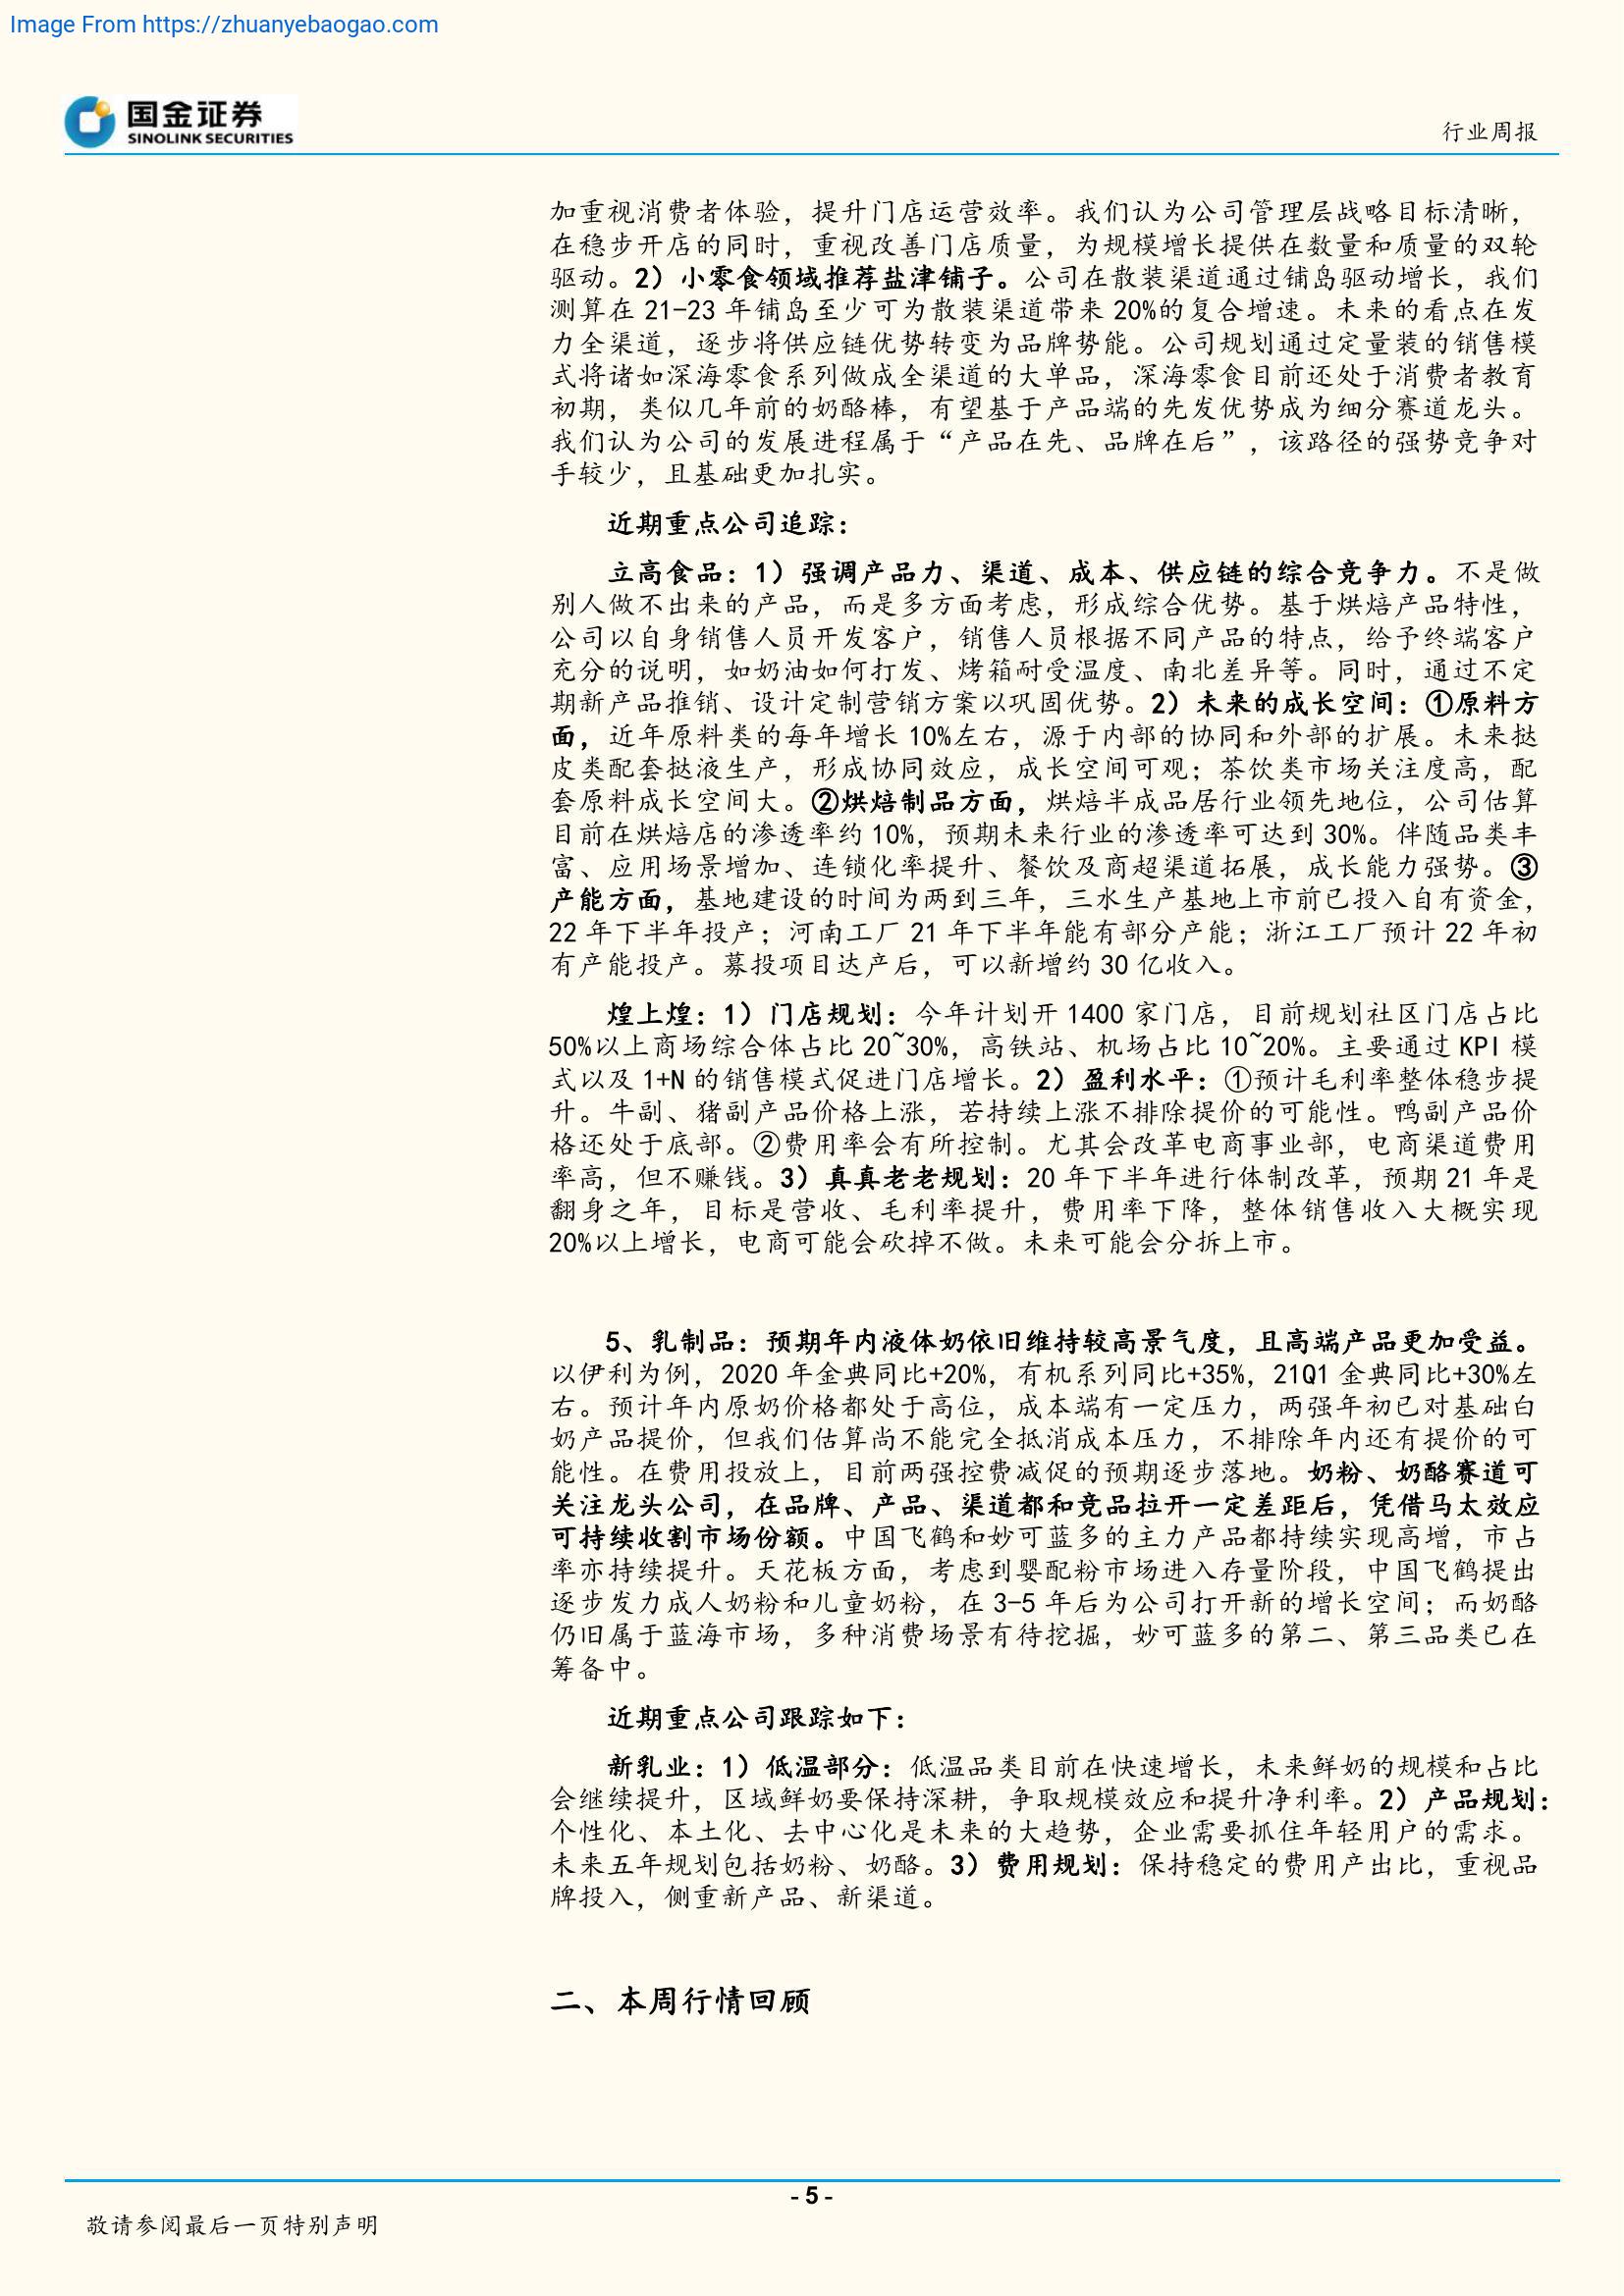 Image From https://zhuanyebaogao.com
国金证券
SINOLINK SECURITIES
行业周报
加重视消费者体验，提升门店运营效率。我们认为公司管理层战略目标清晰，
在稳步开店的同时，重视改善门店质量，为规模增长提供在数量和质量的双轮
驱动。2）小零食领域推荐盐津铺子。公司在散装渠道通过铺岛驱动增长，我们
测算在 21-23 年铺岛至少可为散装渠道带来 20%的复合增速。未来的看点在发
力全渠道，逐步将供应链优势转变为品牌势能。公司规划通过定量装的销售模
式将诸如深海零食系列做成全渠道的大单品，深海零食目前还处于消费者教育
初期，类似几年前的奶酪棒，有望基于产品端的先发优势成为细分赛道龙头。
我们认为公司的发展进程属于“产品在先、品牌在后”，该路径的强势竞争对
手较少，且基础更加扎实。
近期重点公司追踪：
立高食品：1）强调产品力、渠道、成本、供应链的综合竞争力。不是做
别人做不出来的产品，而是多方面考虑，形成综合优势。基于烘焙产品特性，
公司以自身销售人员开发客户，销售人员根据不同产品的特点，给予终端客户
充分的说明，如奶油如何打发、烤箱耐受温度、南北差异等。同时，通过不定
期新产品推销、设计定制营销方案以巩固优势。2）未来的成长空间：①原料方
面，近年原料类的每年增长 10%左右，源于内部的协同和外部的扩展。未来挞
皮类配套挞液生产，形成协同效应，成长空间可观；茶饮类市场关注度高，配
套原料成长空间大。②烘焙制品方面，烘焙半成品居行业领先地位，公司估算
目前在烘焙店的渗透率约 10%，预期未来行业的渗透率可达到 30%。伴随品类丰
富、应用场景增加、连锁化率提升、餐饮及商超渠道拓展，成长能力强势。③
产能方面，基地建设的时间为两到三年，三水生产基地上市前已投入自有资金，
22 年下半年投产；河南工厂 21 年下半年能有部分产能；浙江工厂预计 22 年初
有产能投产。募投项目达产后，可以新增约 30 亿收入。
煌上煌：1）门店规划：今年计划开 1400 家门店，目前规划社区门店占比
50%以上商场综合体占比 20~30%，高铁站、机场占比 10~20%。主要通过 KPI 模
式以及 1+N 的销售模式促进门店增长。2）盈利水平：①预计毛利率整体稳步提
升。牛副、猪副产品价格上涨，若持续上涨不排除提价的可能性。鸭副产品价
格还处于底部。②费用率会有所控制。尤其会改革电商事业部，电商渠道费用
率高，但不赚钱。3）真真老老规划：20 年下半年进行体制改革，预期 21 年是
翻身之年，目标是营收、毛利率提升，费用率下降，整体销售收入大概实现
20%以上增长，电商可能会砍掉不做。未来可能会分拆上市。
5、乳制品：预期年内液体奶依旧维持较高景气度，且高端产品更加受益。
以伊利为例，2020 年金典同比+20%，有机系列同比+35%，21Q1 金典同比+30%左
右。预计年内原奶价格都处于高位，成本端有一定压力，两强年初已对基础白
奶产品提价，但我们估算尚不能完全抵消成本压力，不排除年内还有提价的可
能性。在费用投放上，目前两强控费减促的预期逐步落地。奶粉、奶酪赛道可
关注龙头公司，在品牌、产品、渠道都和竞品拉开一定差距后，凭借马太效应
可持续收割市场份额。中国飞鹤和妙可蓝多的主力产品都持续实现高增，市占
率亦持续提升。天花板方面，考虑到婴配粉市场进入存量阶段，中国飞鹤提出
逐步发力成人奶粉和儿童奶粉，在 3-5 年后为公司打开新的增长空间；而奶酪
仍旧属于蓝海市场，多种消费场景有待挖掘，妙可蓝多的第二、第三品类已在
筹备中。
近期重点公司跟踪如下：
新乳业：1）低温部分：低温品类目前在快速增长，未来鲜奶的规模和占比
会继续提升，区域鲜奶要保持深耕，争取规模效应和提升净利率。2）产品规划：
个性化、本土化、去中心化是未来的大趋势，企业需要抓住年轻用户的需求。
未来五年规划包括奶粉、奶酪。3）费用规划：保持稳定的费用产出比，重视品
牌投入，侧重新产品、新渠道。
二、本周行情回顾
- 5 -
敬请参阅最后一页特别声明